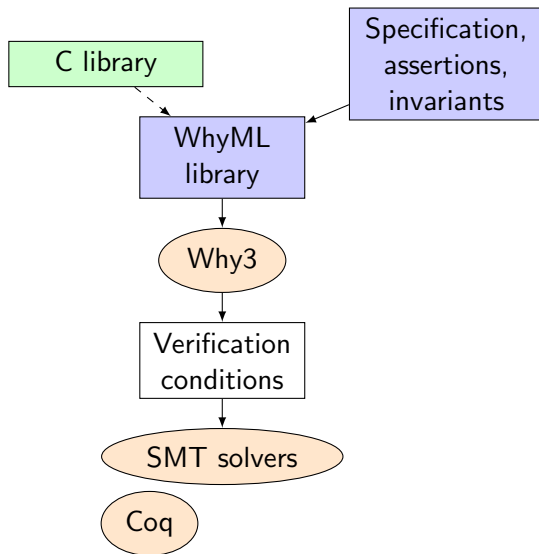 C library
Specification,
assertions,
invariants
WhyML
library
Why3
Verification
conditions
SMT solvers
Coq